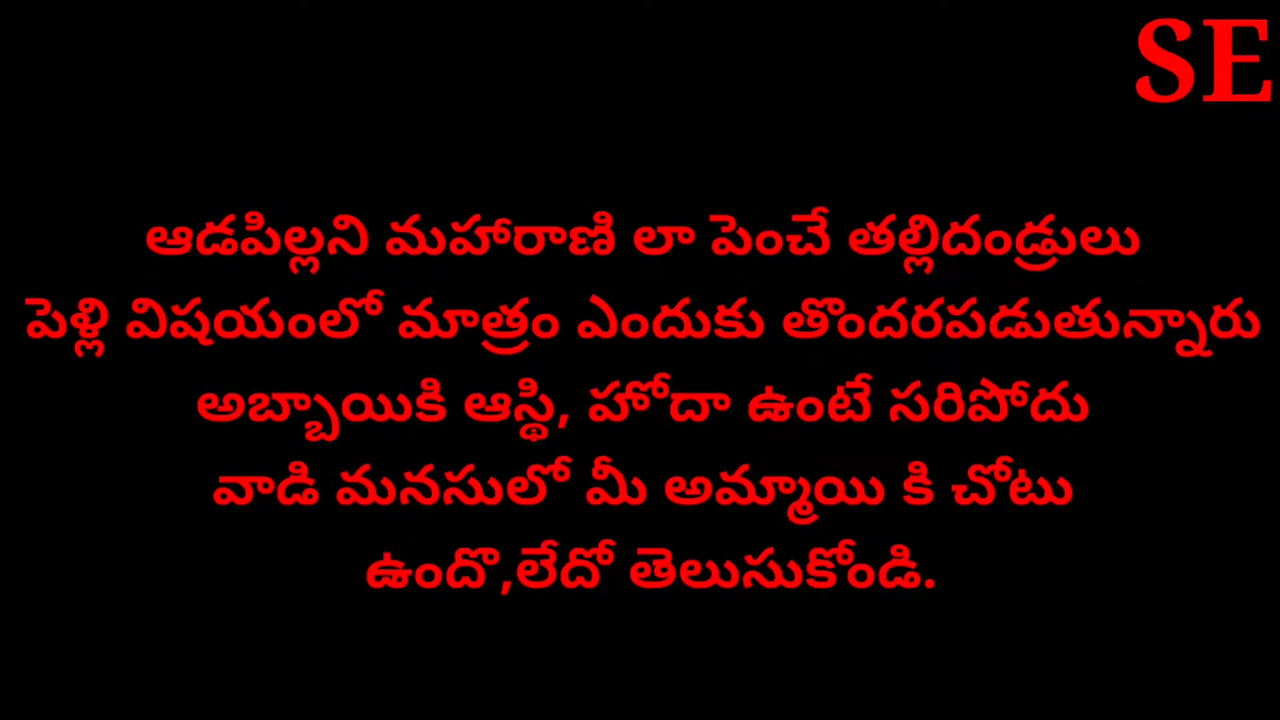 SE
ఆడపిల్లని మహారాణి లా పెంచే తల్లిదండ్రులు
పెళ్లి విషయంలో మాత్రం ఎందుకు తొందరపడుతున్నారు
అబ్బాయికి ఆస్థి, హోదా ఉంటే సరిపోదు
వాడి మనసులో మీ అమ్మాయి కి చోటు
ఉందొ,లేదో తెలుసుకోండి.